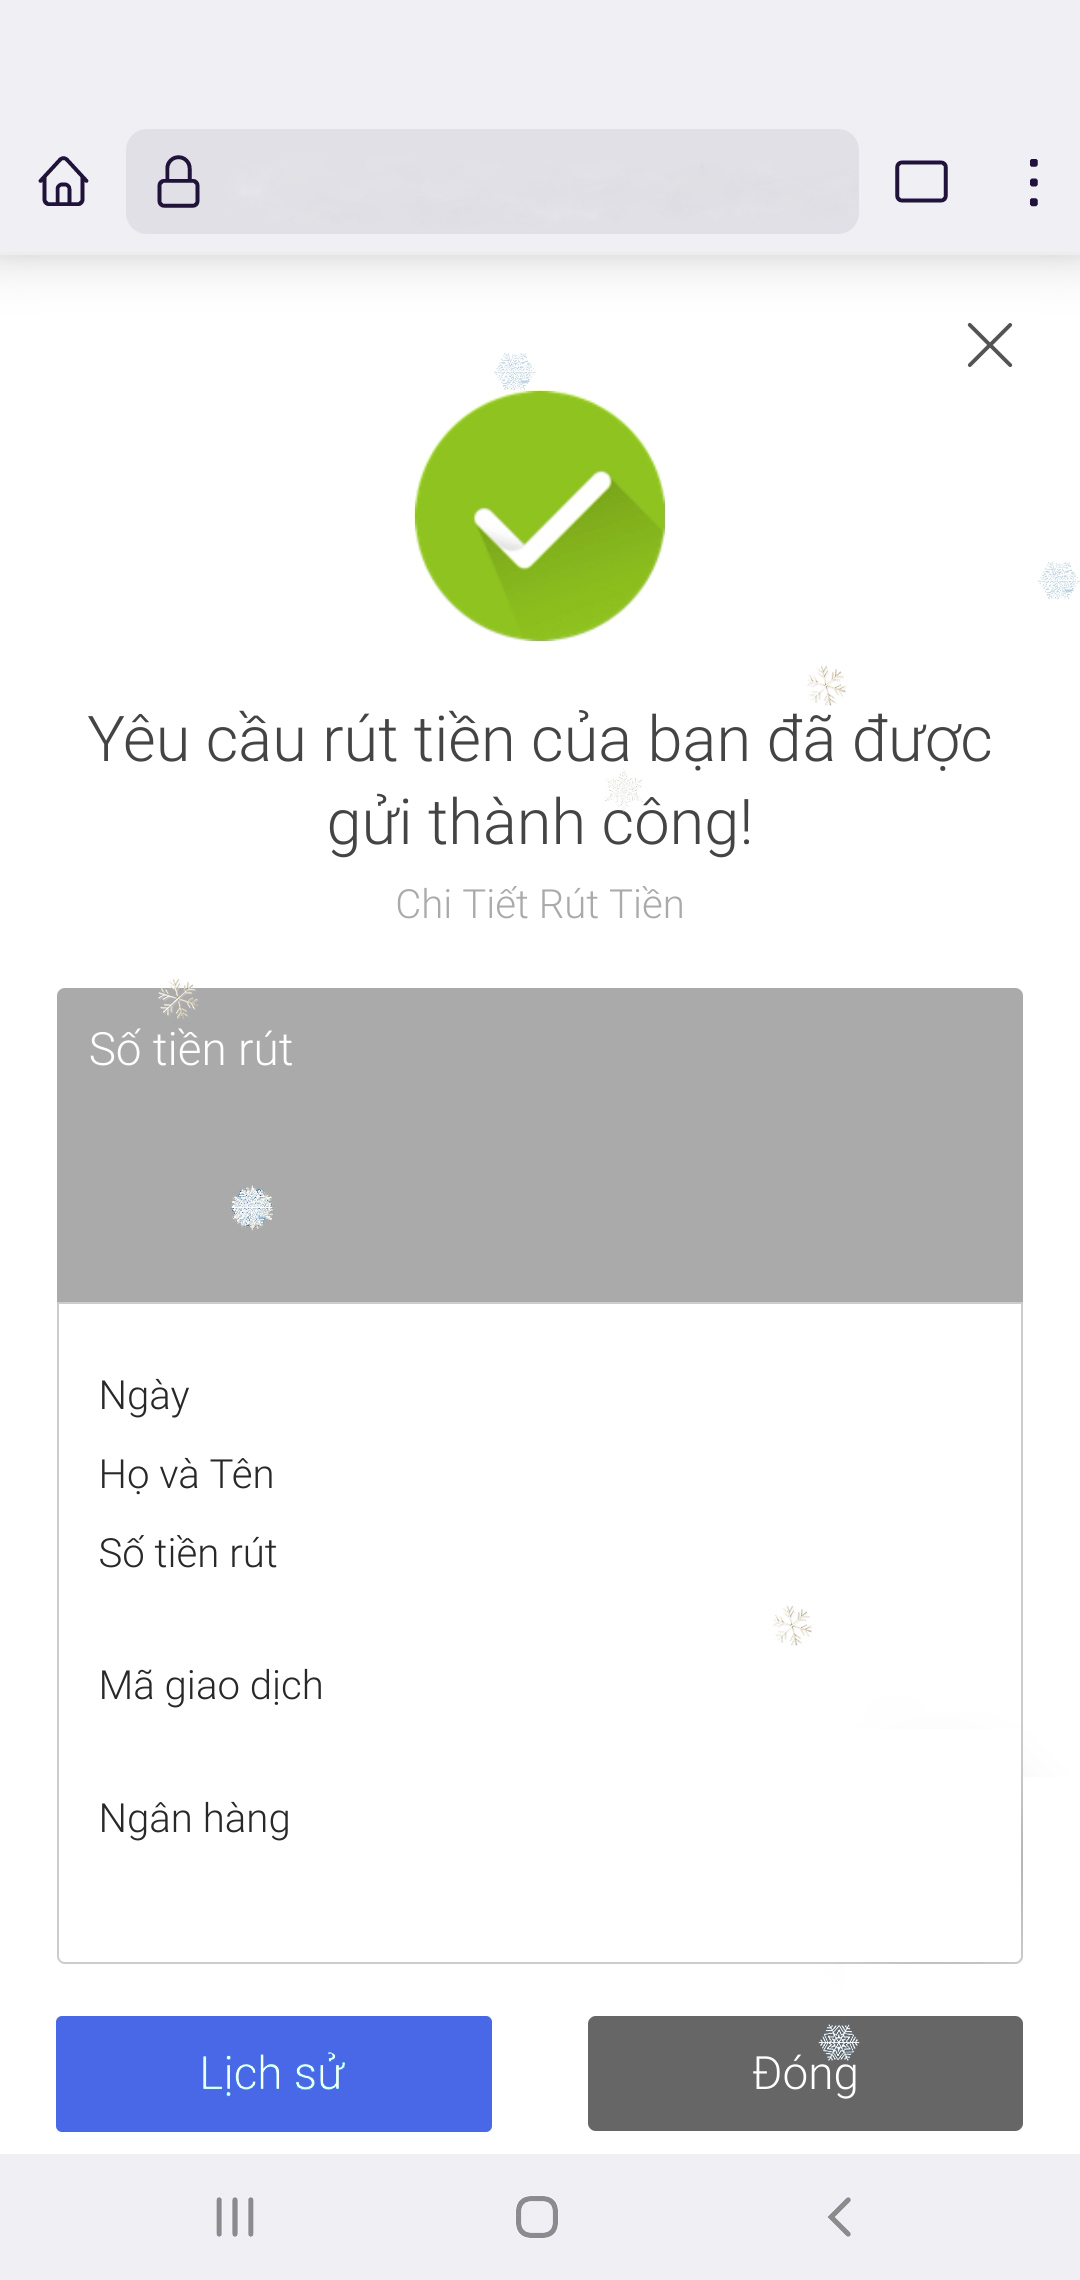 Yêu cầu rút tiền của bạn đã được
gửi thành công!
Chi Tiết Rút Tiền
Số tiền rút
Ngày
Họ và Tên
Số tiền rút
Mã giao dịch
Ngân hàng
Lịch sử
Đóng